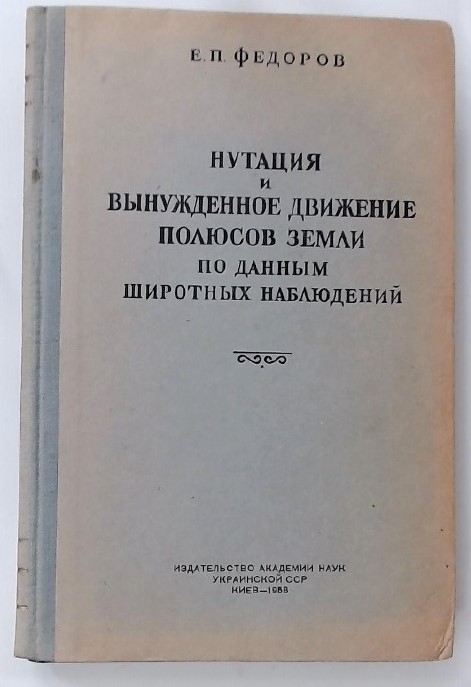 Е. П. ФЕДОРОВ
НУТАЦИЯ
И
ВЫНУЖДЕННОЕ ДВИЖЕНИЕ
ПОЛЮСОВ ЗЕМЛИ
ПО ДАННЫМ
ШИРОТНЫХ НАБЛЮДЕНИЙ
ИЗДАТЕЛЬСТВО АКАДЕМИИ НАУК
УКРАИНСКОЙ ССР
КИЕВ—1958